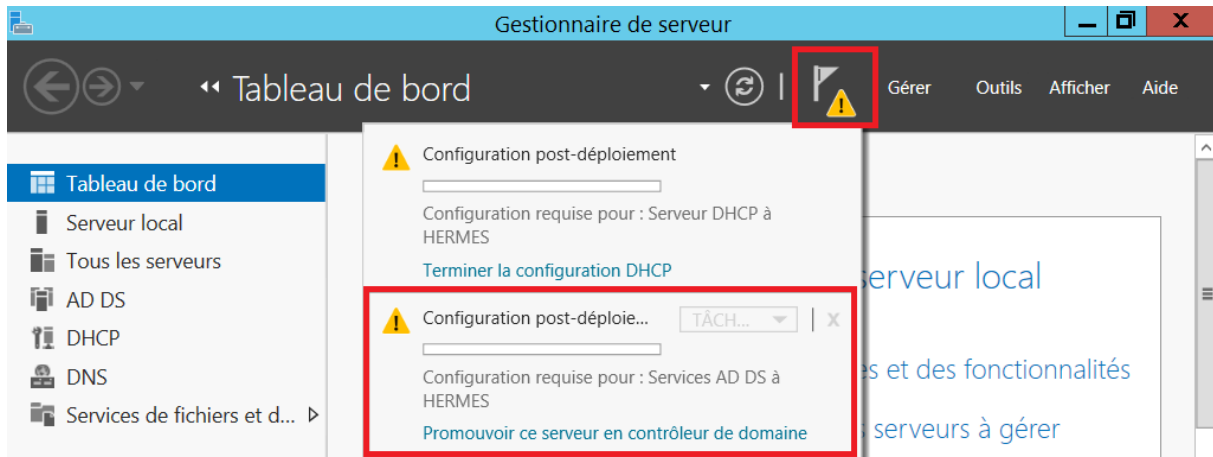 Gestionnaire de serveur
Tableau de bord
Gérer Outils Afficher Aide
Tableau de bord
Serveur local
Tous les serveurs
AD DS
DHCP
DNS
Services de fichiers et d...
Configuration post-déploiement
Configuration requise pour : Serveur DHCP à
HERMES
Terminer la configuration DHCP
Configuration post-déploie... TÂCH... X
Configuration requise pour : Services AD DS à
HERMES
Promouvoir ce serveur en contrôleur de domaine
serveur local
et des fonctionnalités
serveurs à gérer